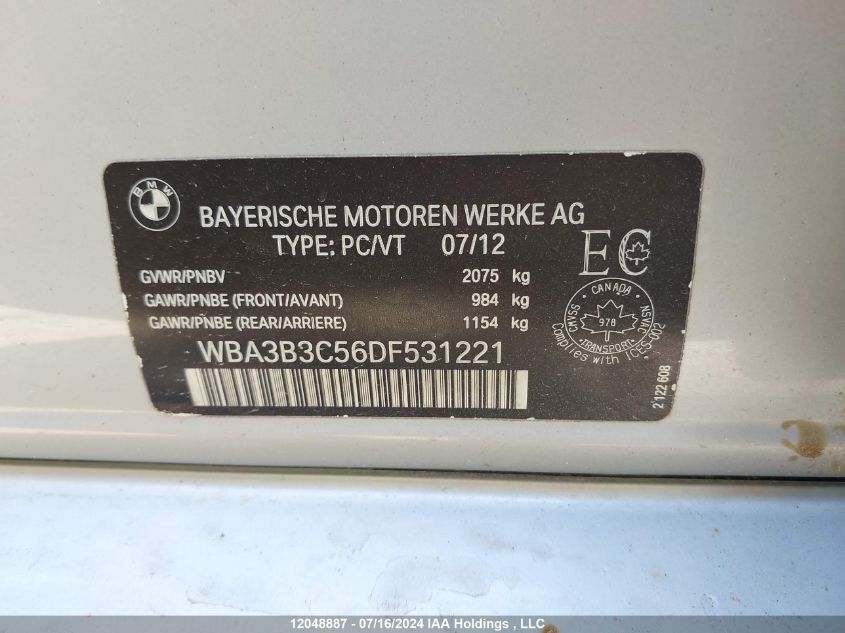 BMW
BAYERISCHE MOTOREN WERKE AG
TYPE: PC/VT 07/12
EC
GVWR/PNBV 2075 kg
GAWR/PNBE (FRONT/AVANT) 984 kg
GAWR/PNBE (REAR/ARRIERE) 1154 kg
WBA3B3C56DF531221
CANADA
CMVSS
NSVAC
978
TRANSPORT
Complies with ICES-002
2 122 608
12048887 - 07/16/2024 IAA Holdings , LLC